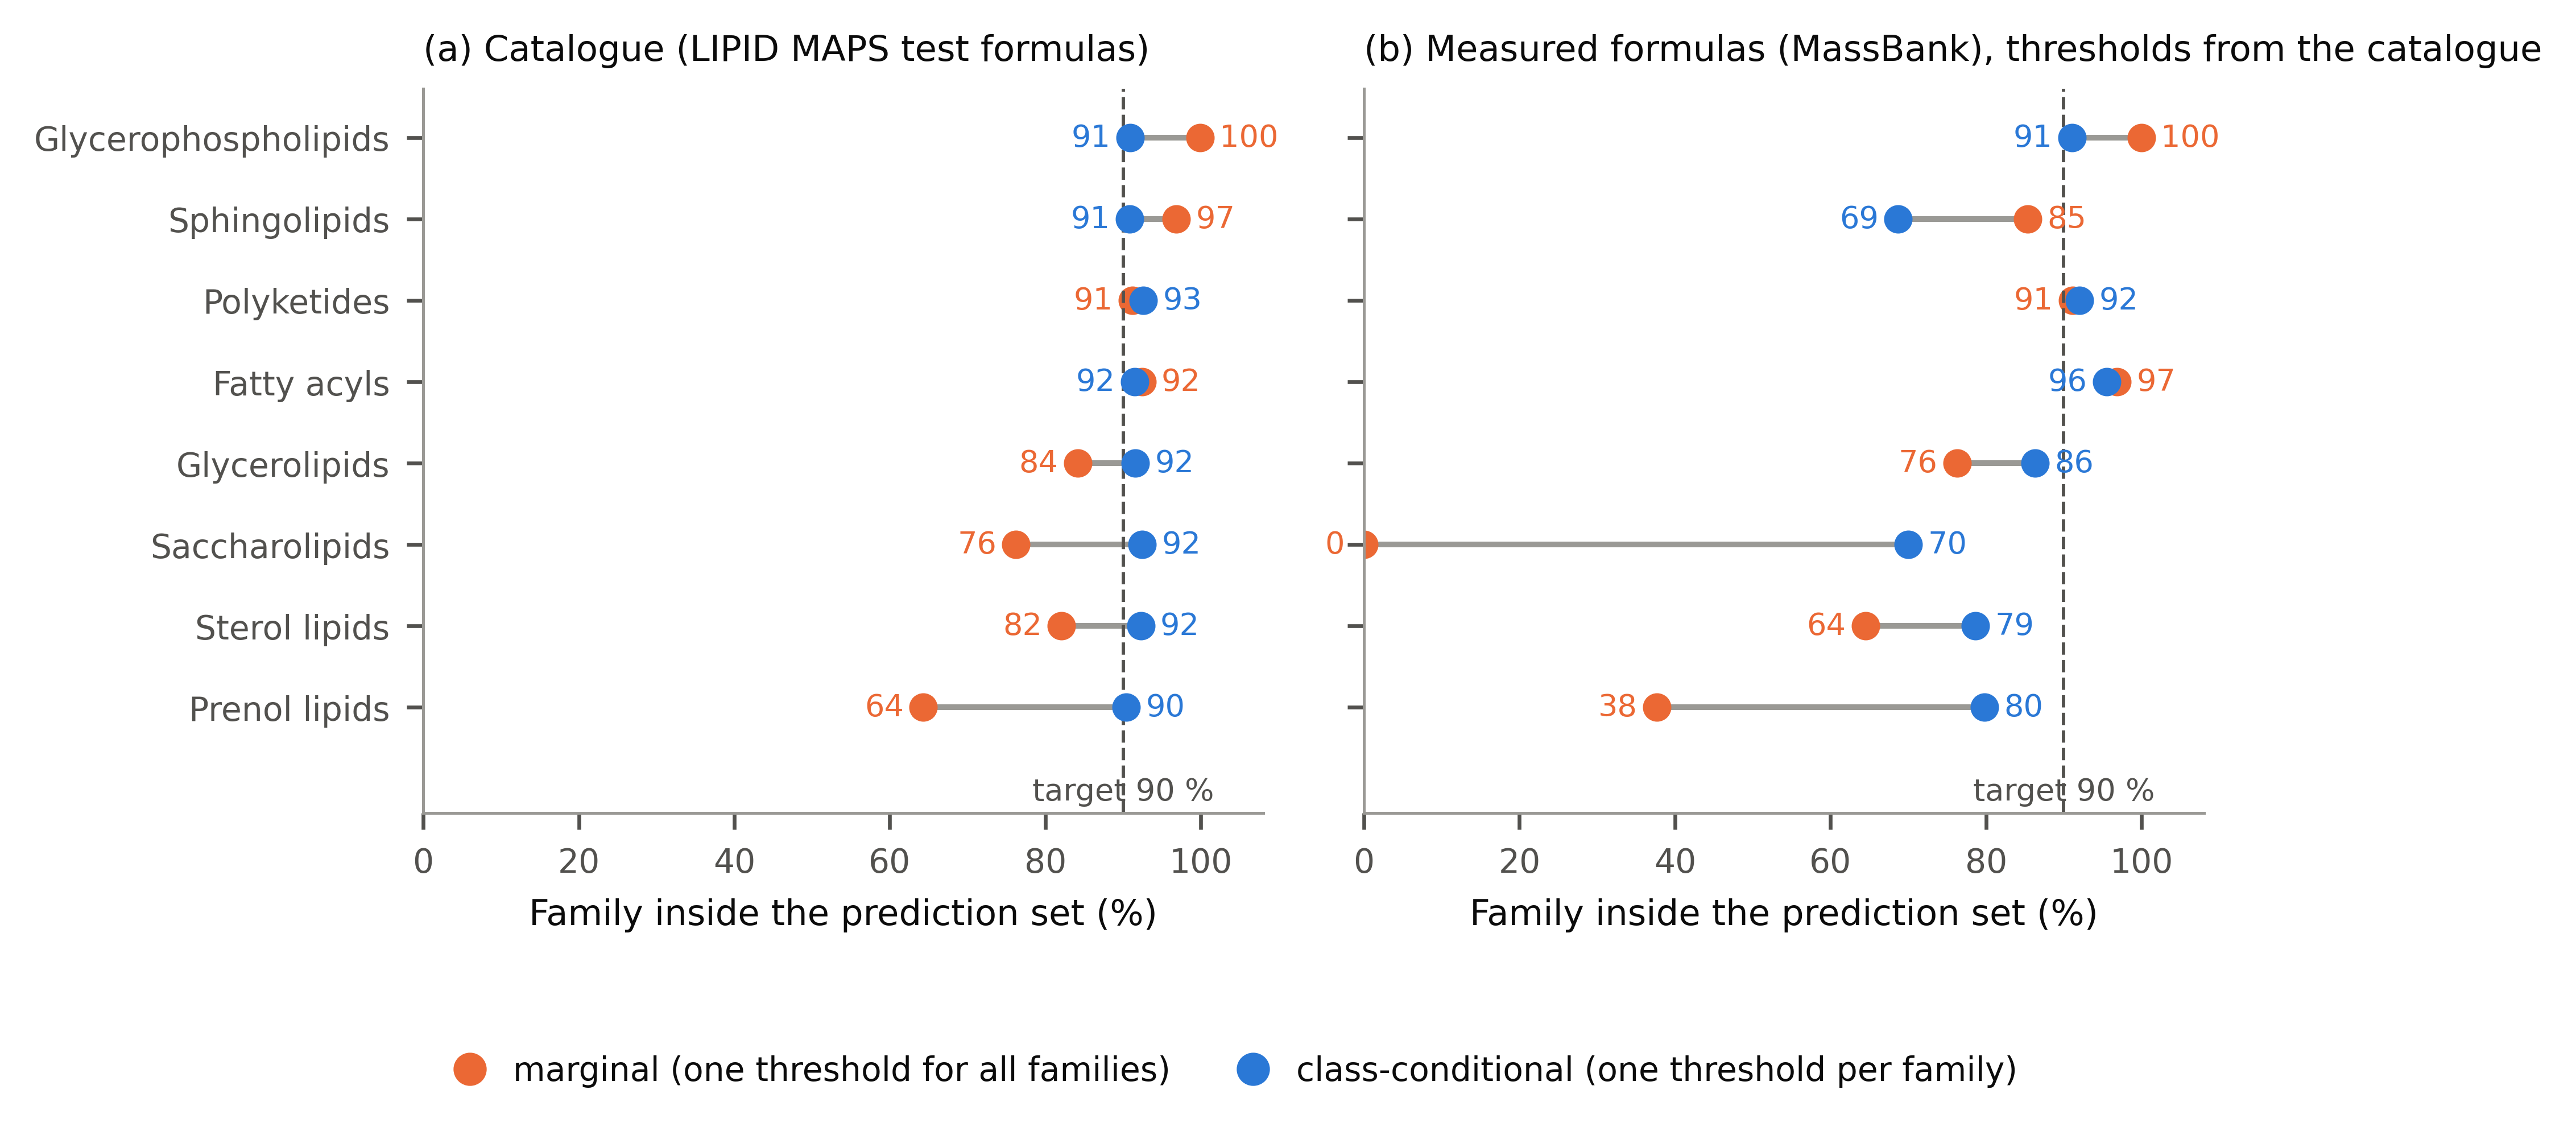 (a) Catalogue (LIPID MAPS test formulas)
(b) Measured formulas (MassBank), thresholds from the catalogue
Glycerophospholipids 91 100 91 100
Sphingolipids 91 97 69 85
Polyketides 91 93 91 92
Fatty acyls 92 92 96 97
Glycerolipids 84 92 76 86
Saccharolipids 76 92 0 70
Sterol lipids 82 92 64 79
Prenol lipids 64 90 38 80
target 90 % target 90 %
0 20 40 60 80 100 0 20 40 60 80 100
Family inside the prediction set (%) Family inside the prediction set (%)
marginal (one threshold for all families) class-conditional (one threshold per family)